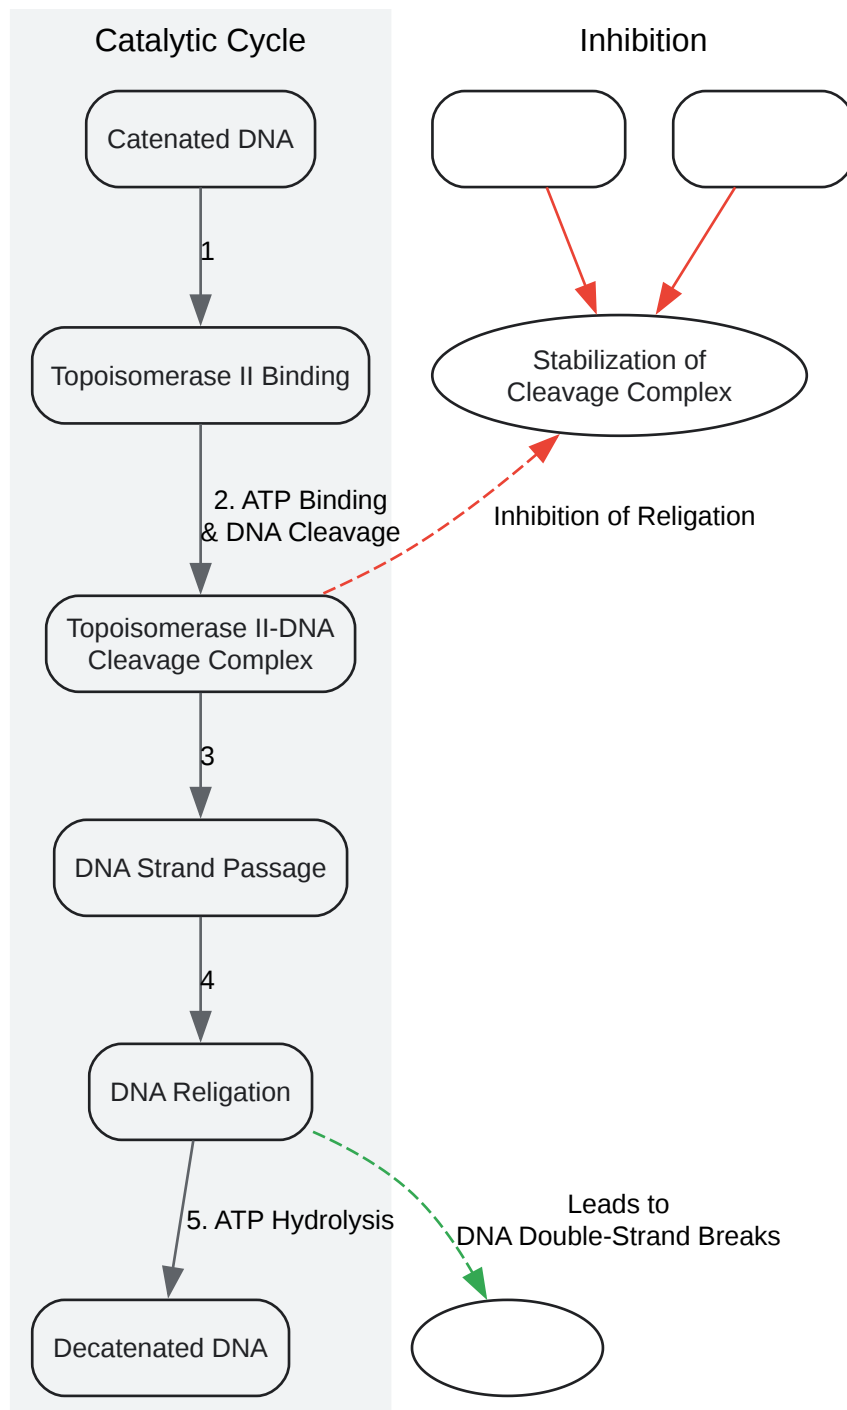 Catalytic Cycle
Inhibition
Catenated DNA
1
Topoisomerase II Binding
Stabilization of
Cleavage Complex
2. ATP Binding
& DNA Cleavage
Inhibition of Religation
Topoisomerase II-DNA
Cleavage Complex
3
DNA Strand Passage
4
DNA Religation
5. ATP Hydrolysis
Leads to
DNA Double-Strand Breaks
Decatenated DNA